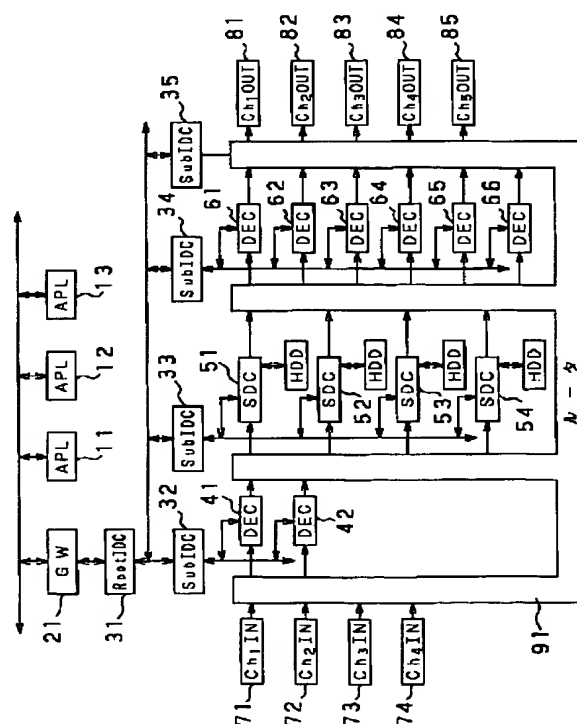 APL
11
APL
12
APL
13
GW
21
RootIDC
31
SubIDC
32
SubIDC
33
SubIDC
34
SubIDC
35
Ch₁IN
71
Ch₂IN
72
Ch₃IN
73
Ch₄IN
74
DEC
41
DEC
42
SDC
51
HDD
SDC
52
HDD
SDC
53
HDD
SDC
54
HDD
DEC
61
DEC
62
DEC
63
DEC
64
DEC
65
DEC
66
Ch₁OUT
81
Ch₂OUT
82
Ch₃OUT
83
Ch₄OUT
84
Ch₅OUT
85
ルータ
91